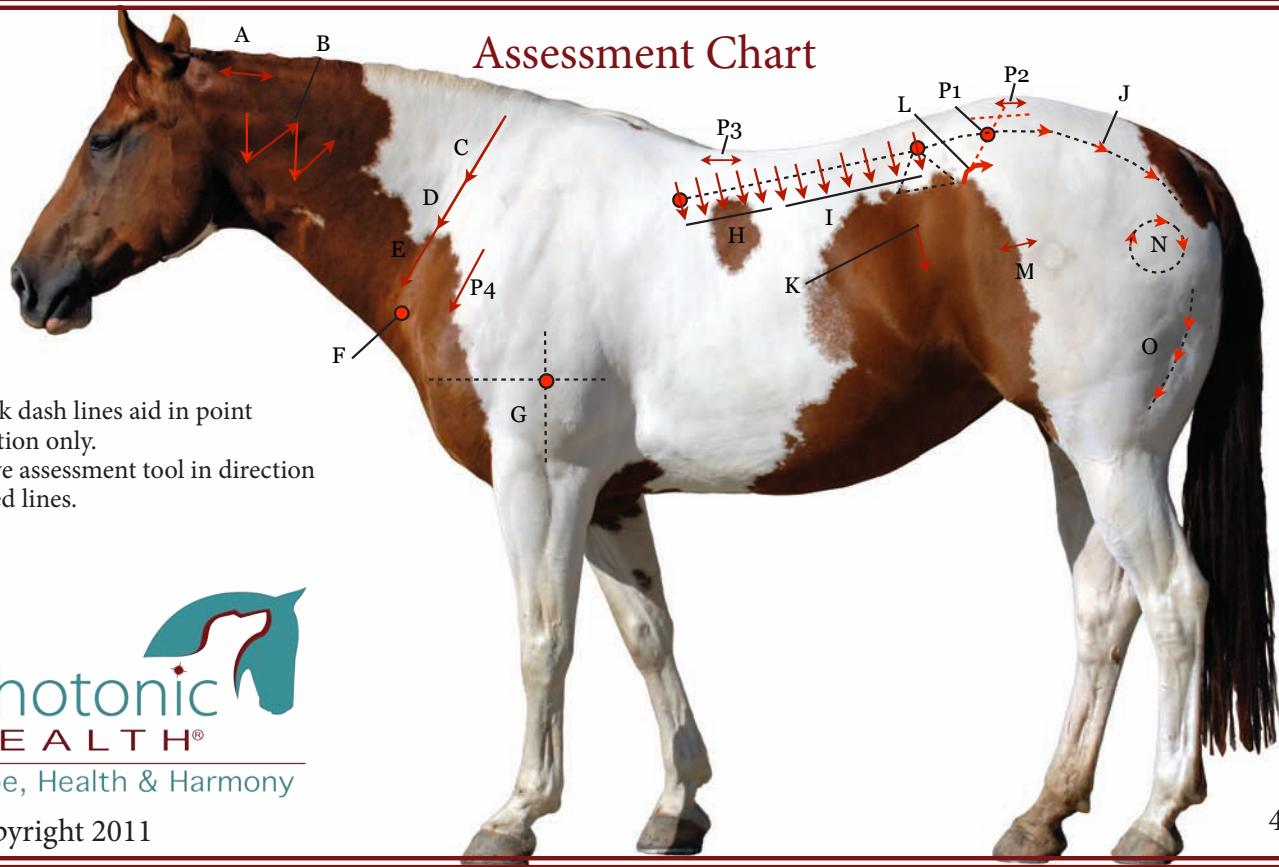 Assessment Chart
A
B
P2
P1
J
L
P3
C
D
I
N
H
E
M
K
P4
F
O
G
dash lines aid in point
only.
assessment tool in direction
lines.
hotonic
EALTH®
, Health & Harmony
pyright 2011
4